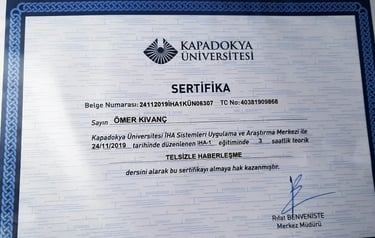 KAPADOKYA
ÜNİVERSİTESİ
SERTİFİKA
Belge Numarası: 24112019İHA1KÜN06307 TC No: 40381909868
Sayın ÖMER KIVANÇ
Kapadokya Üniversitesi İHA Sistemleri Uygulama ve Araştırma Merkezi ile
24/11/2019 tarihinde düzenlenen İHA-1 eğitiminde 3 saatlik teorik
TELSİZLE HABERLEŞME
dersini alarak bu sertifikayı almaya hak kazanmıştır.
Rıfat BENVENİSTE
Merkez Müdürü